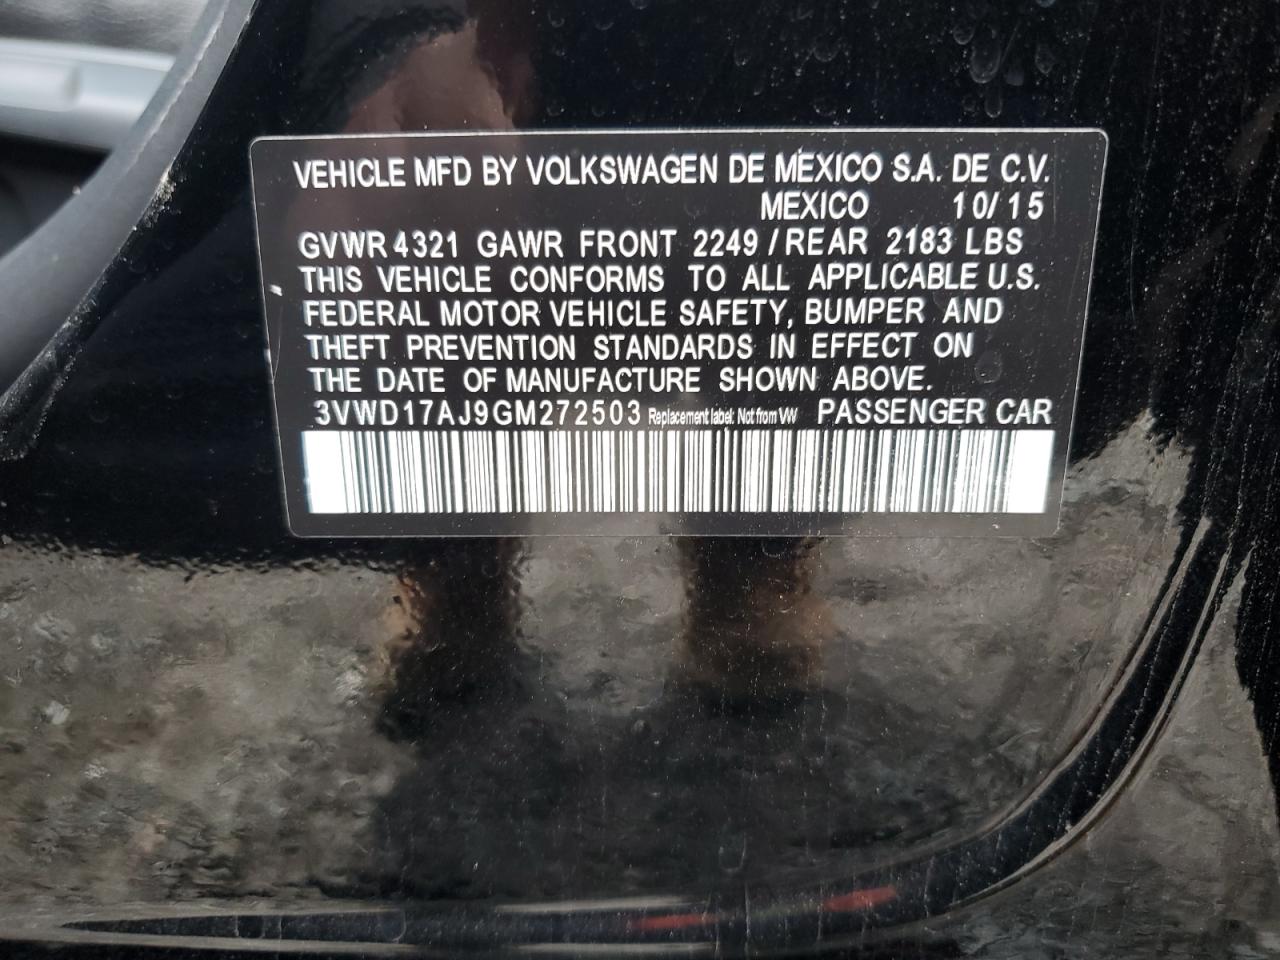 VEHICLE MFD BY VOLKSWAGEN DE MEXICO S.A. DE C.V.
MEXICO 10/15
GVWR 4321 GAWR FRONT 2249 / REAR 2183 LBS
THIS VEHICLE CONFORMS TO ALL APPLICABLE U.S.
FEDERAL MOTOR VEHICLE SAFETY, BUMPER AND
THEFT PREVENTION STANDARDS IN EFFECT ON
THE DATE OF MANUFACTURE SHOWN ABOVE.
3VWD17AJ9GM272503 Replacement label: Not from VW PASSENGER CAR